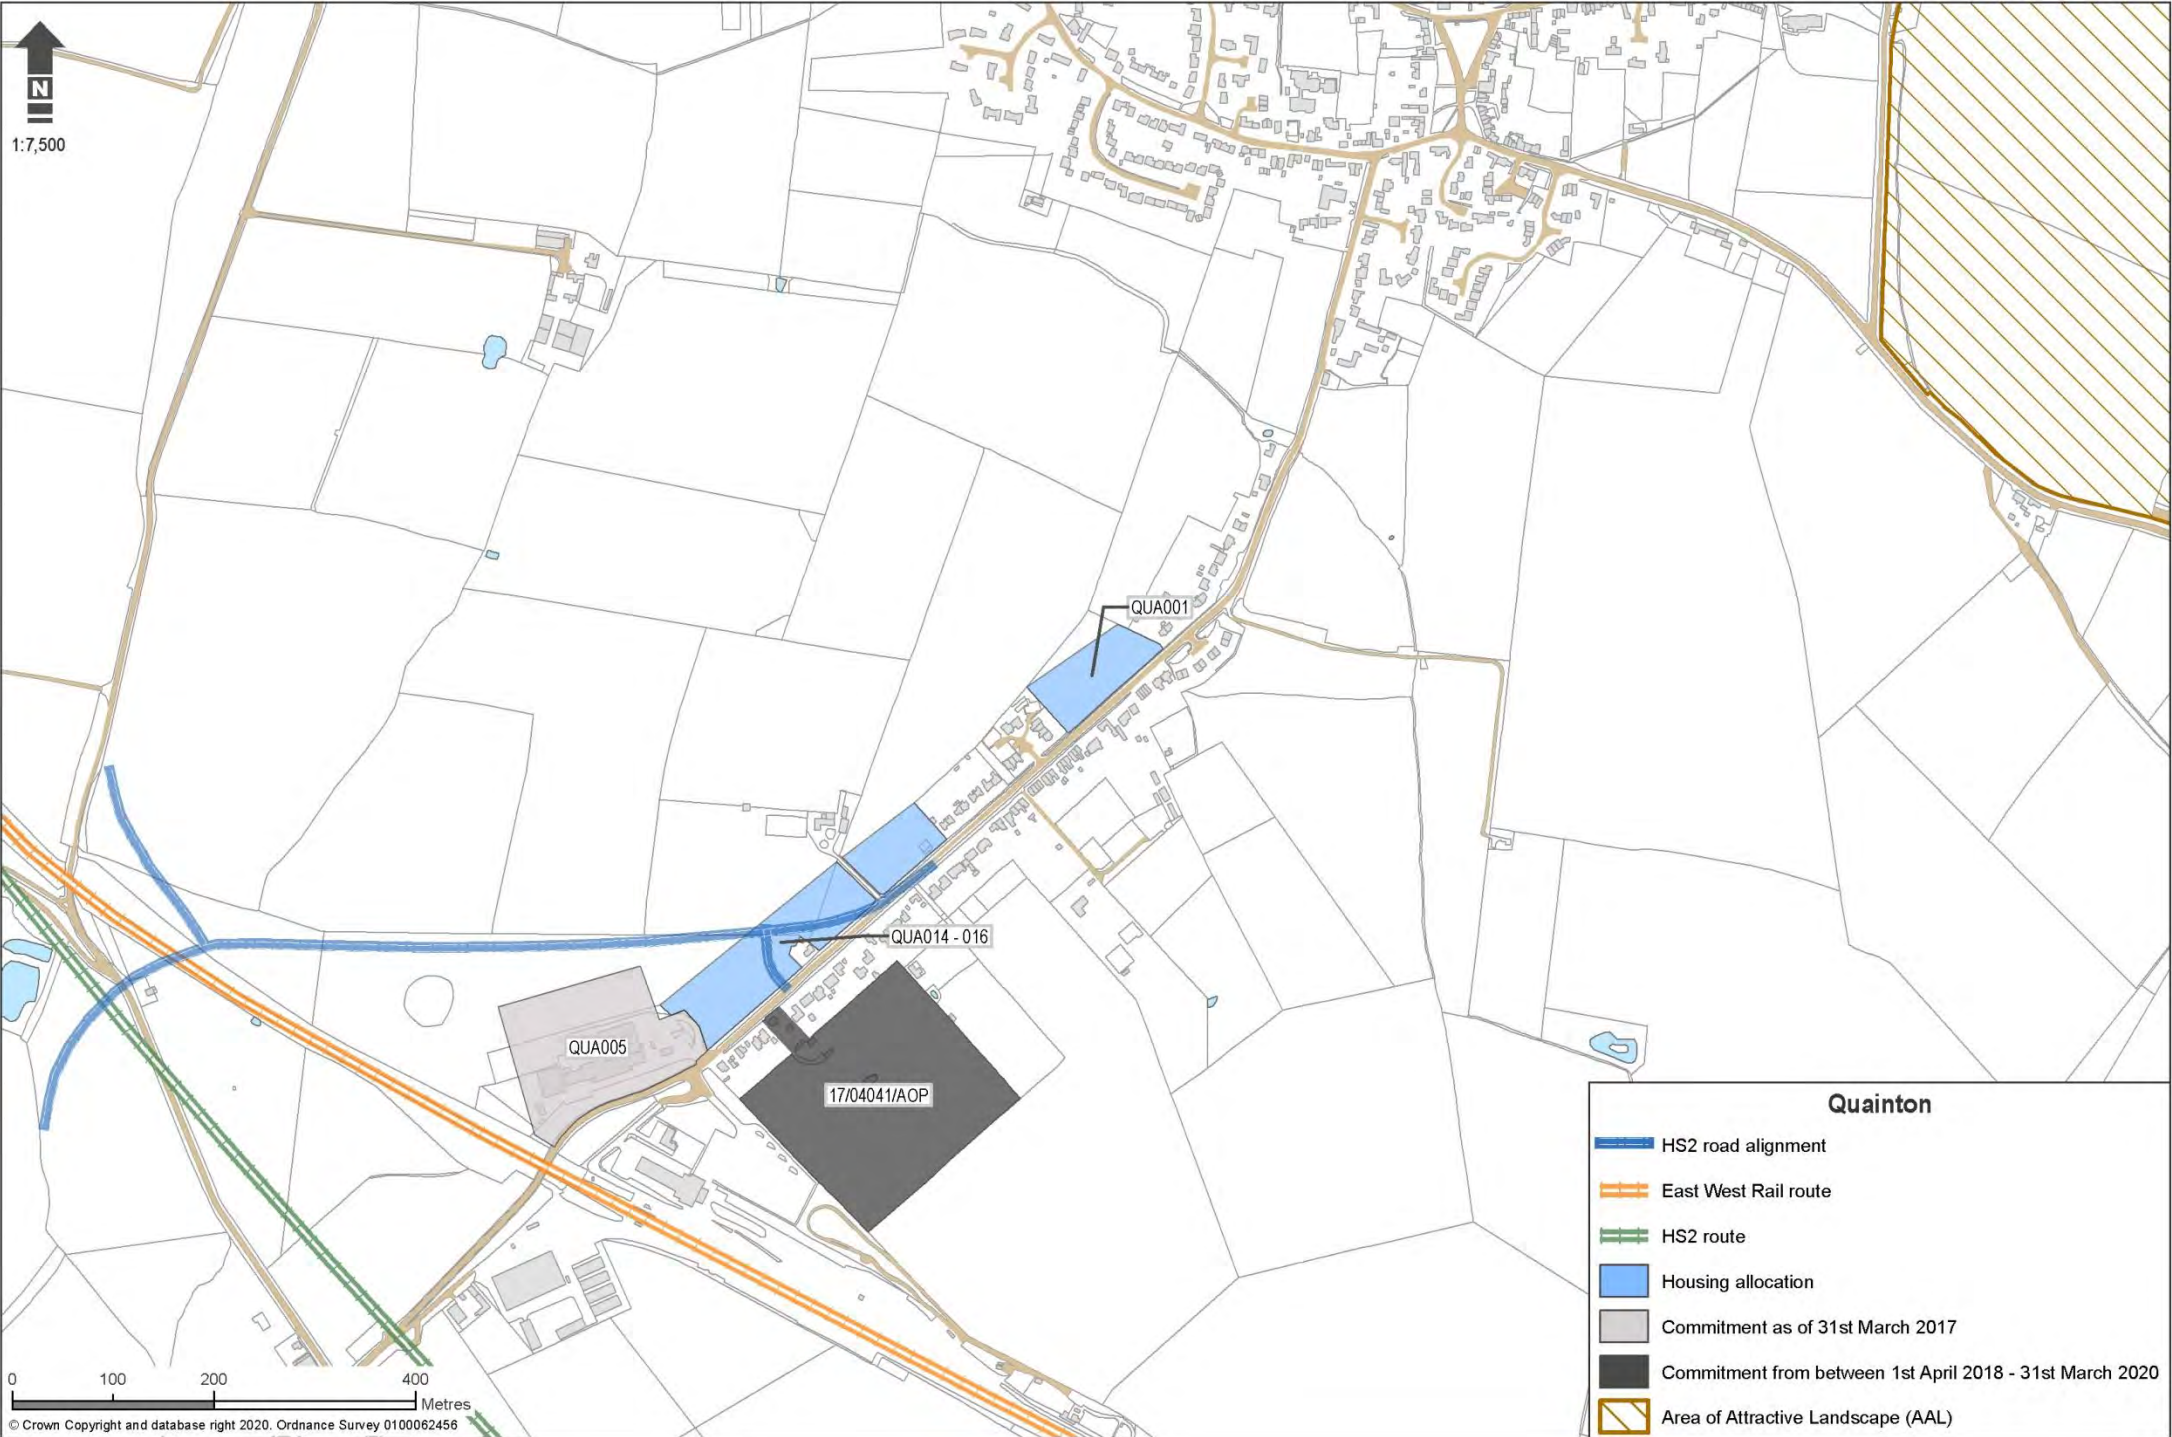 N
1:7,500
QUA001
QUA014 - 016
QUA005
17/04041/AOP
Quainton
HS2 road alignment
East West Rail route
HS2 route
Housing allocation
Commitment as of 31st March 2017
Commitment from between 1st April 2018 - 31st March 2020
Area of Attractive Landscape (AAL)
0 100 200 400
Metres
© Crown Copyright and database right 2020. Ordnance Survey 0100062456